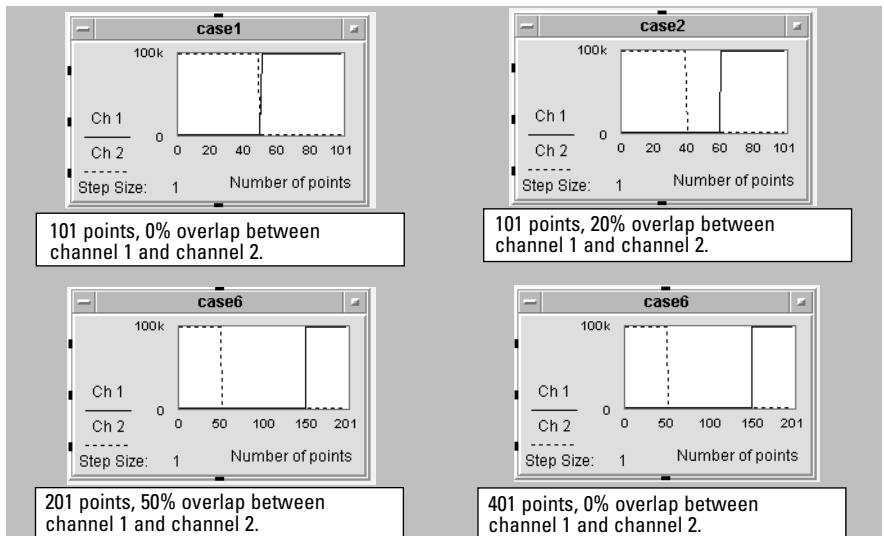 case1
100k
Ch 1
0
Ch 2
0 20 40 60 80 101
Step Size: 1 Number of points
101 points, 0% overlap between
channel 1 and channel 2.
case2
100k
Ch 1
0
Ch 2
0 20 40 60 80 101
Step Size: 1 Number of points
101 points, 20% overlap between
channel 1 and channel 2.
case6
100k
Ch 1
0
Ch 2
0 50 100 150 201
Step Size: 1 Number of points
201 points, 50% overlap between
channel 1 and channel 2.
case6
100k
Ch 1
0
Ch 2
0 50 100 150 201
Step Size: 1 Number of points
401 points, 0% overlap between
channel 1 and channel 2.